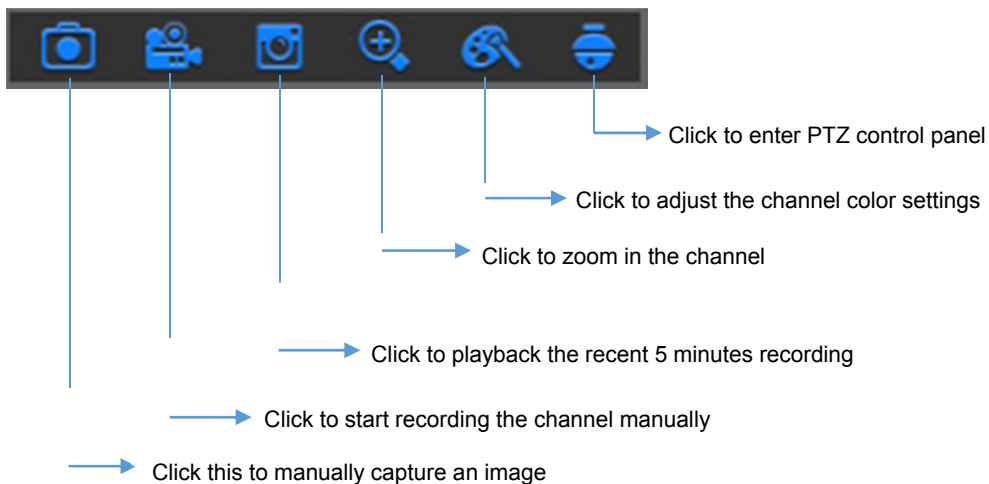 Click to enter PTZ control panel
Click to adjust the channel color settings
Click to zoom in the channel
Click to playback the recent 5 minutes recording
Click to start recording the channel manually
Click this to manually capture an image